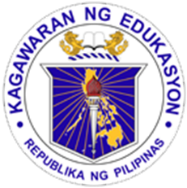 KAGAWARAN NG EDUKASYON
REPUBLIKA NG PILIPINAS